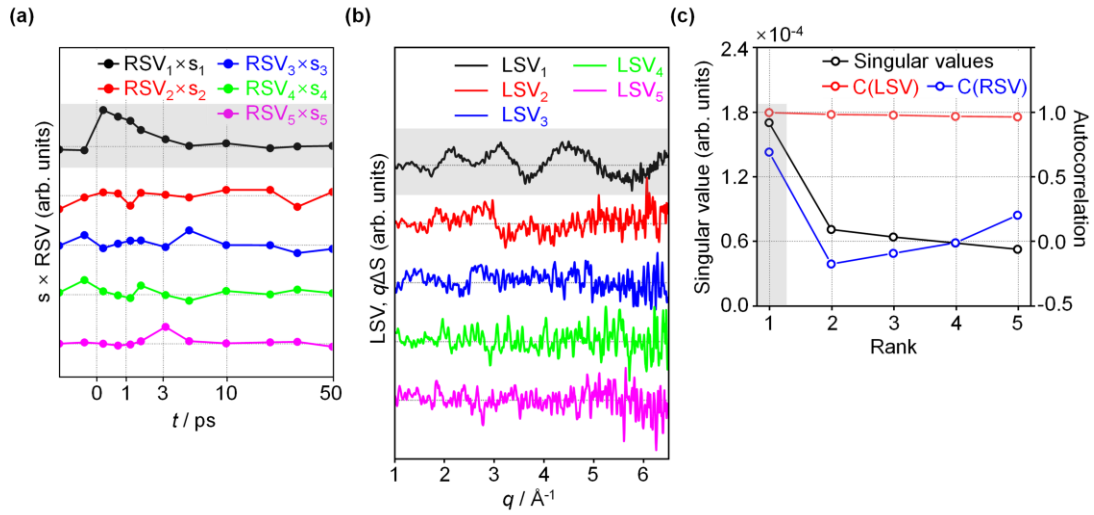 (a)
RSV₁×s₁
RSV₂×s₂
RSV₃×s₃
RSV₄×s₄
RSV₅×s₅
s × RSV (arb. units)
0 1 3 10 50
t / ps
(b)
LSV₁
LSV₂
LSV₃
LSV₄
LSV₅
LSV, qΔS (arb. units)
1 2 3 4 5 6
q / Å⁻¹
(c)
×10⁻⁴
2.4
1.8
1.2
0.6
0.0
Singular value (arb. units)
Singular values
C(LSV) C(RSV)
1.0
0.5
0.0
−0.5
Autocorrelation
1 2 3 4 5
Rank